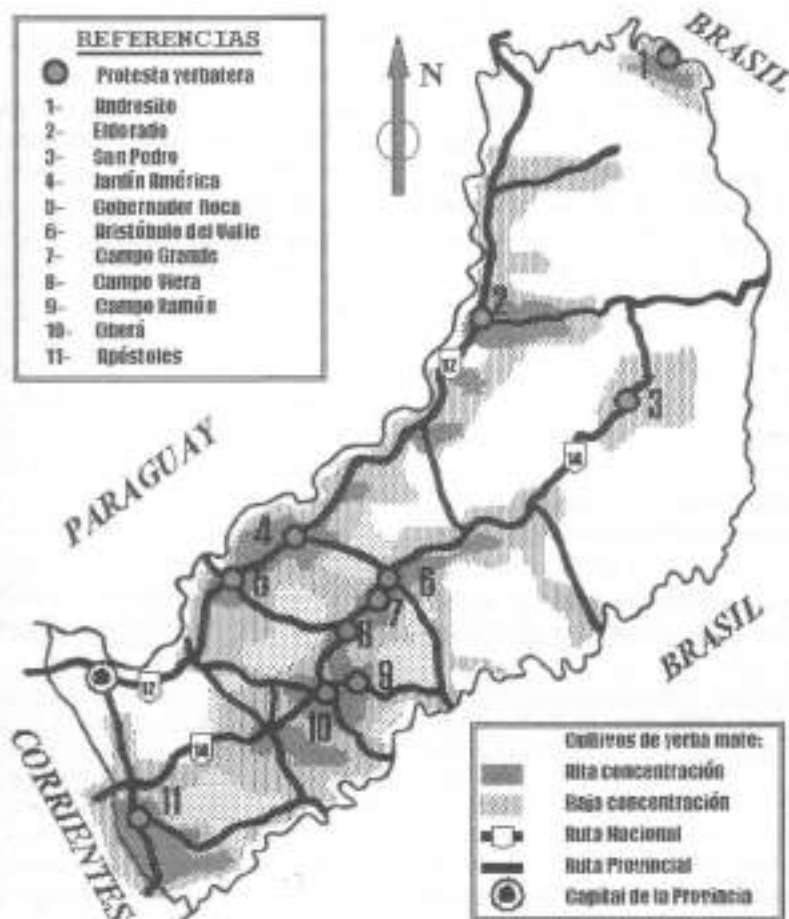 REFERENCIAS
Protesta yerbatera
1- Andresito
2- Eldorado
3- San Pedro
4- Jardín América
5- Gobernador Roca
6- Aristóbulo del Valle
7- Campo Grande
8- Campo Viera
9- Campo Ramón
10- Oberá
11- Apóstoles
N
BRASIL
1
2
12
3
14
PARAGUAY
4
5
6
7
8
BRASIL
9
12
10
14
CORRIENTES
11
Cultivos de yerba mate:
Alta concentración
Baja concentración
Ruta Nacional
Ruta Provincial
Capital de la Provincia